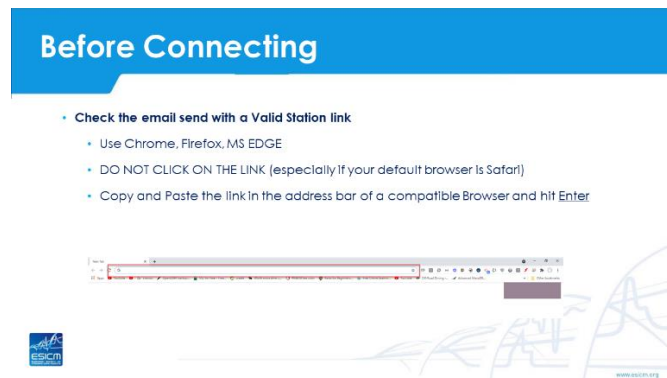 Before Connecting
• Check the email send with a Valid Station link
• Use Chrome, Firefox, MS EDGE
• DO NOT CLICK ON THE LINK (especially if your default browser is Safari)
• Copy and Paste the link in the address bar of a compatible Browser and hit Enter
ESICM
www.esicm.org